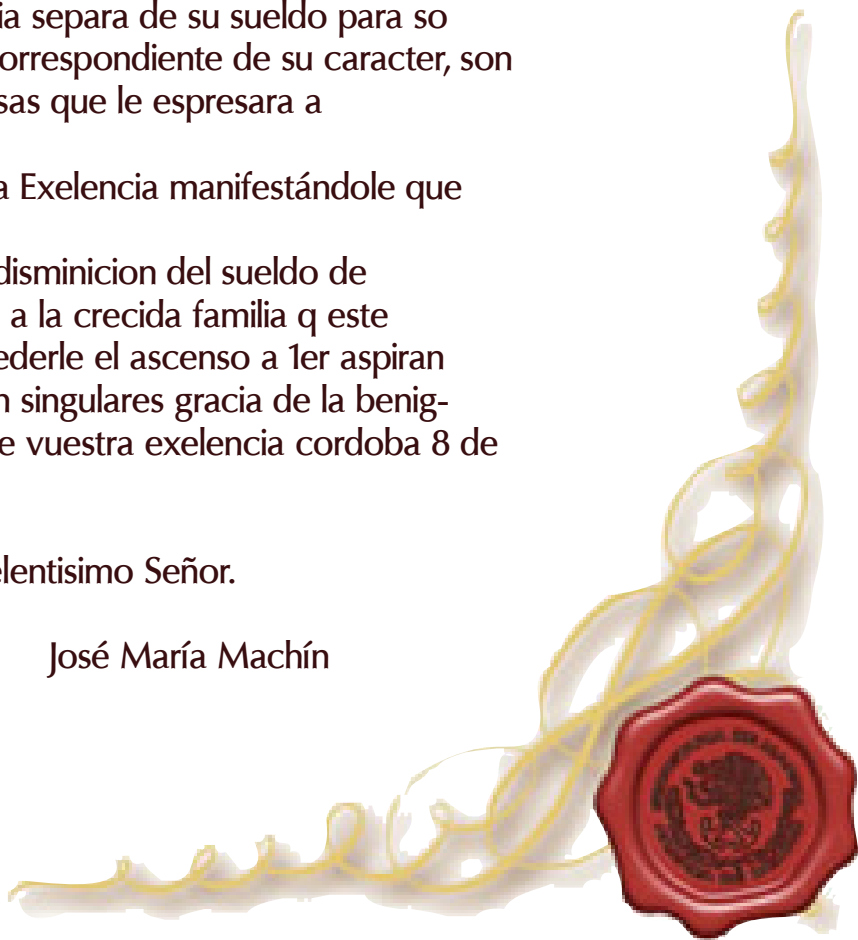 ia separa de su sueldo para so
orrespondiente de su caracter, son
sas que le espresara a
a Exelencia manifestándole que
disminicion del sueldo de
a la crecida familia q este
ederle el ascenso a 1er aspiran
n singulares gracia de la benig-
e vuestra exelencia cordoba 8 de
elentisimo Señor.
José María Machín